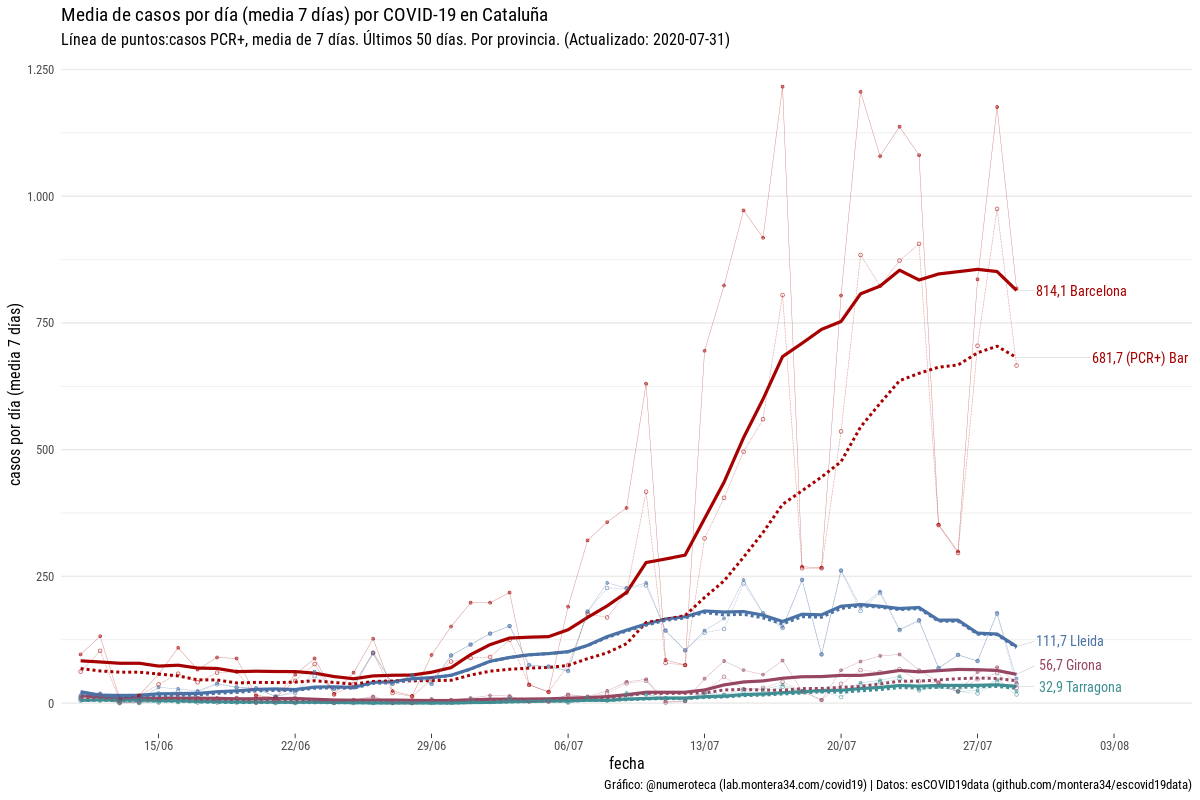 Media de casos por día (media 7 días) por COVID-19 en Cataluña
Línea de puntos:casos PCR+, media de 7 días. Últimos 50 días. Por provincia. (Actualizado: 2020-07-31)
1.250
1.000
750
500
250
0
casos por día (media 7 días)
814,1 Barcelona
681,7 (PCR+) Bar
111,7 Lleida
56,7 Girona
32,9 Tarragona
15/06
22/06
29/06
06/07
13/07
20/07
27/07
03/08
fecha
Gráfico: @numeroteca (lab.montera34.com/covid19) | Datos: esCOVID19data (github.com/montera34/escovid19data)